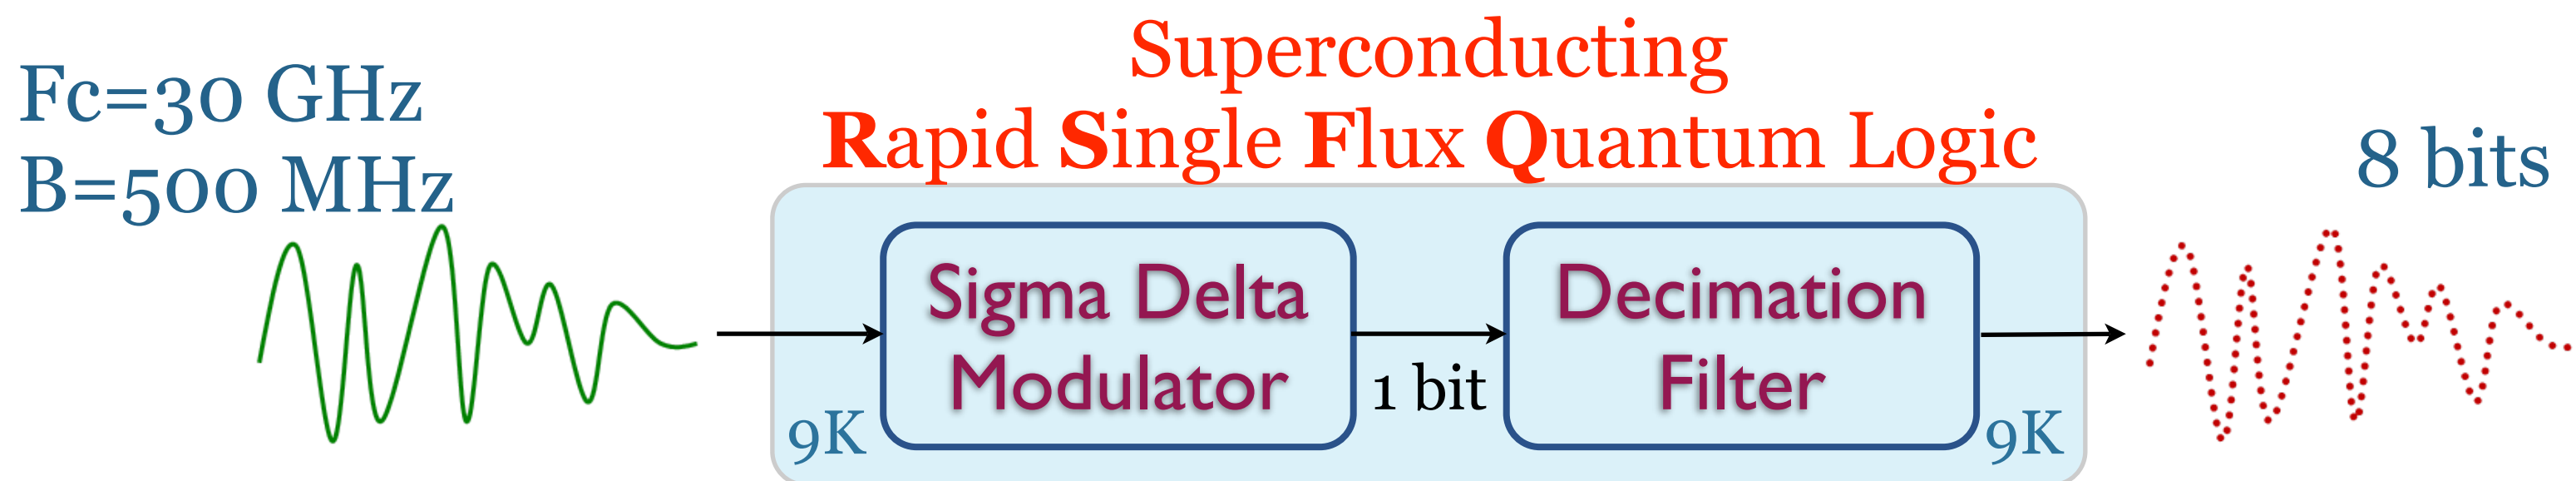 Fc=30 GHz
B=500 MHz
Superconducting
Rapid Single Flux Quantum Logic
8 bits
Sigma Delta
Modulator
9K
1 bit
Decimation
Filter
9K